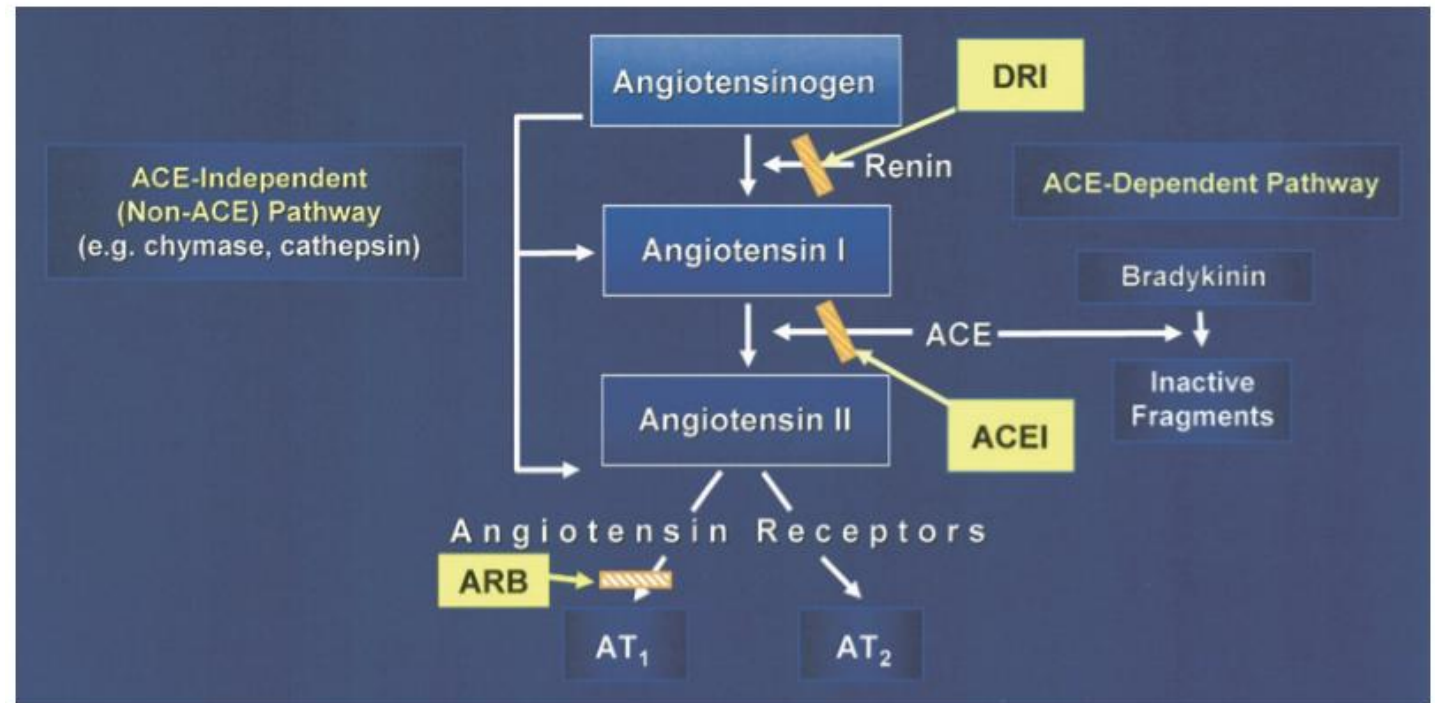 Angiotensinogen
DRI
Renin
ACE-Independent
(Non-ACE) Pathway
(e.g. chymase, cathepsin)
ACE-Dependent Pathway
Angiotensin I
Bradykinin
ACE
Inactive
Fragments
Angiotensin II
ACEI
Angiotensin Receptors
ARB
AT₁
AT₂